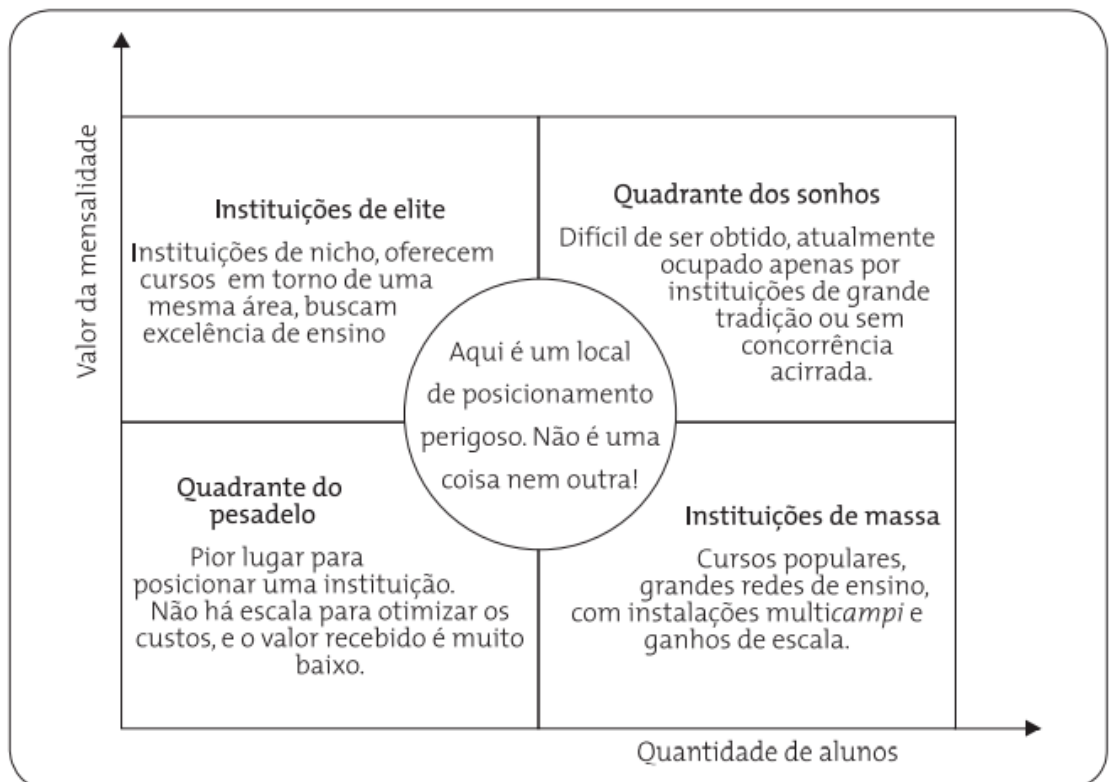 Valor da mensalidade
Instituições de elite
Instituições de nicho, oferecem
cursos em torno de uma
mesma área, buscam
excelência de ensino
Quadrante dos sonhos
Difícil de ser obtido, atualmente
ocupado apenas por
instituições de grande
tradição ou sem
concorrência
acirrada.
Aqui é um local
de posicionamento
perigoso. Não é uma
coisa nem outra!
Quadrante do
pesadelo
Pior lugar para
posicionar uma instituição.
Não há escala para otimizar os
custos, e o valor recebido é muito
baixo.
Instituições de massa
Cursos populares,
grandes redes de ensino,
com instalações multicampi e
ganhos de escala.
Quantidade de alunos